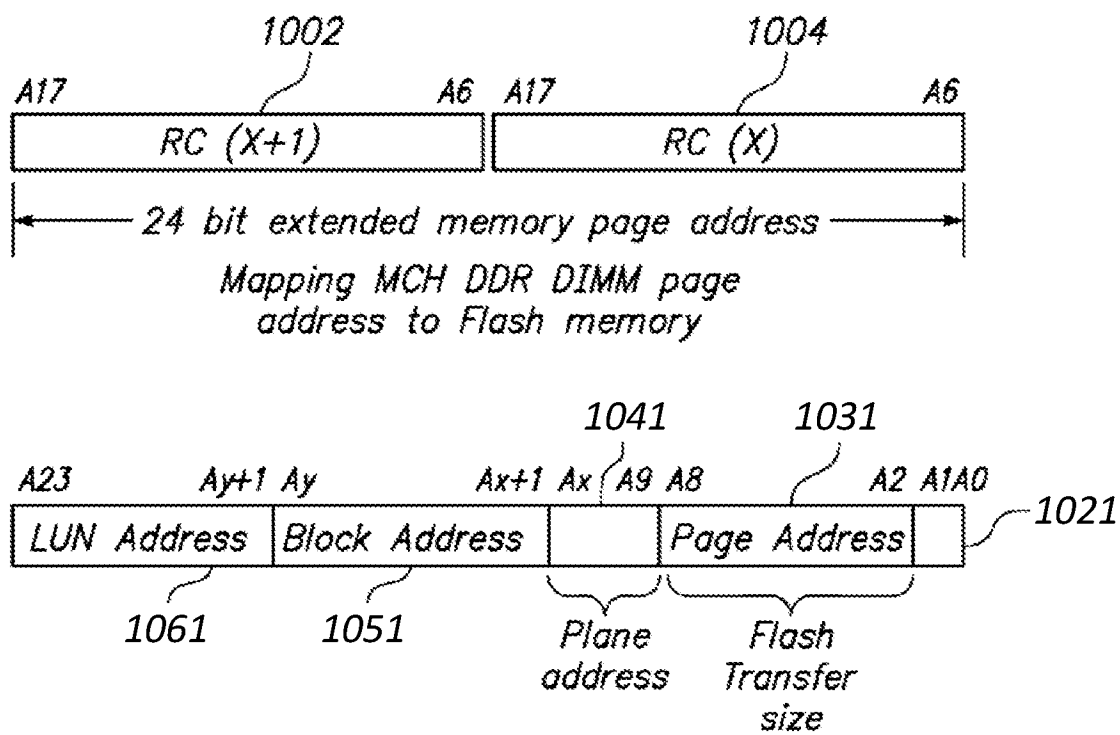 1002 1004
A17 A6 A17 A6
RC (X+1) RC (X)
24 bit extended memory page address
Mapping MCH DDR DIMM page
address to Flash memory
1041 1031
A23 Ay+1 Ay Ax+1 Ax A9 A8 A2 A1A0
LUN Address Block Address Page Address 1021
1061 1051
Plane Flash
address Transfer
size